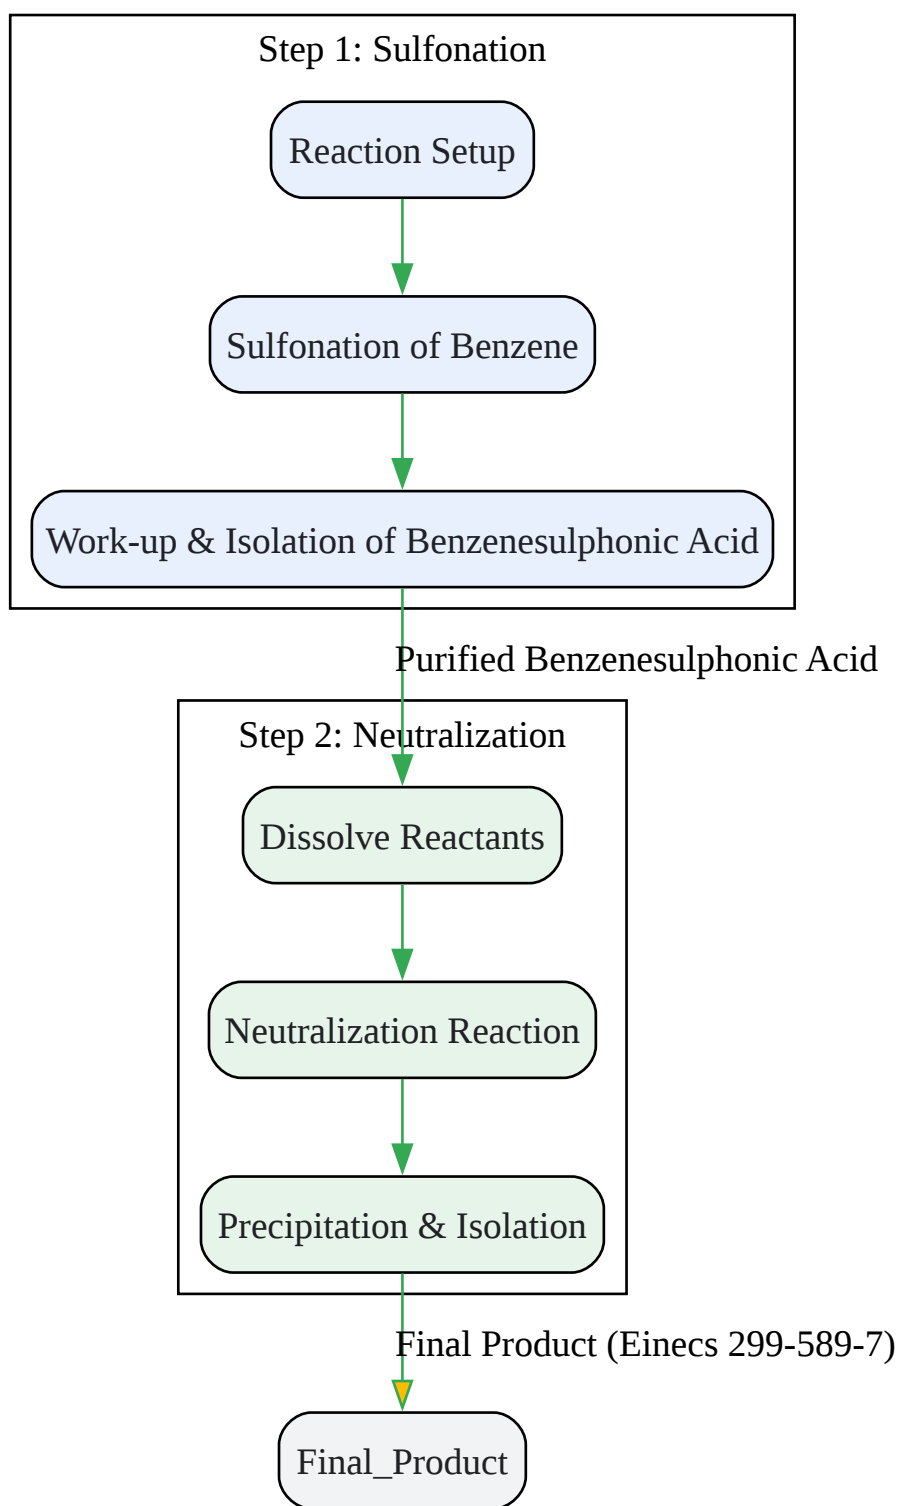 Step 1: Sulfonation
Reaction Setup
Sulfonation of Benzene
Work-up & Isolation of Benzenesulphonic Acid
Purified Benzenesulphonic Acid
Step 2: Neutralization
Dissolve Reactants
Neutralization Reaction
Precipitation & Isolation
Final Product (Einecs 299-589-7)
Final_Product